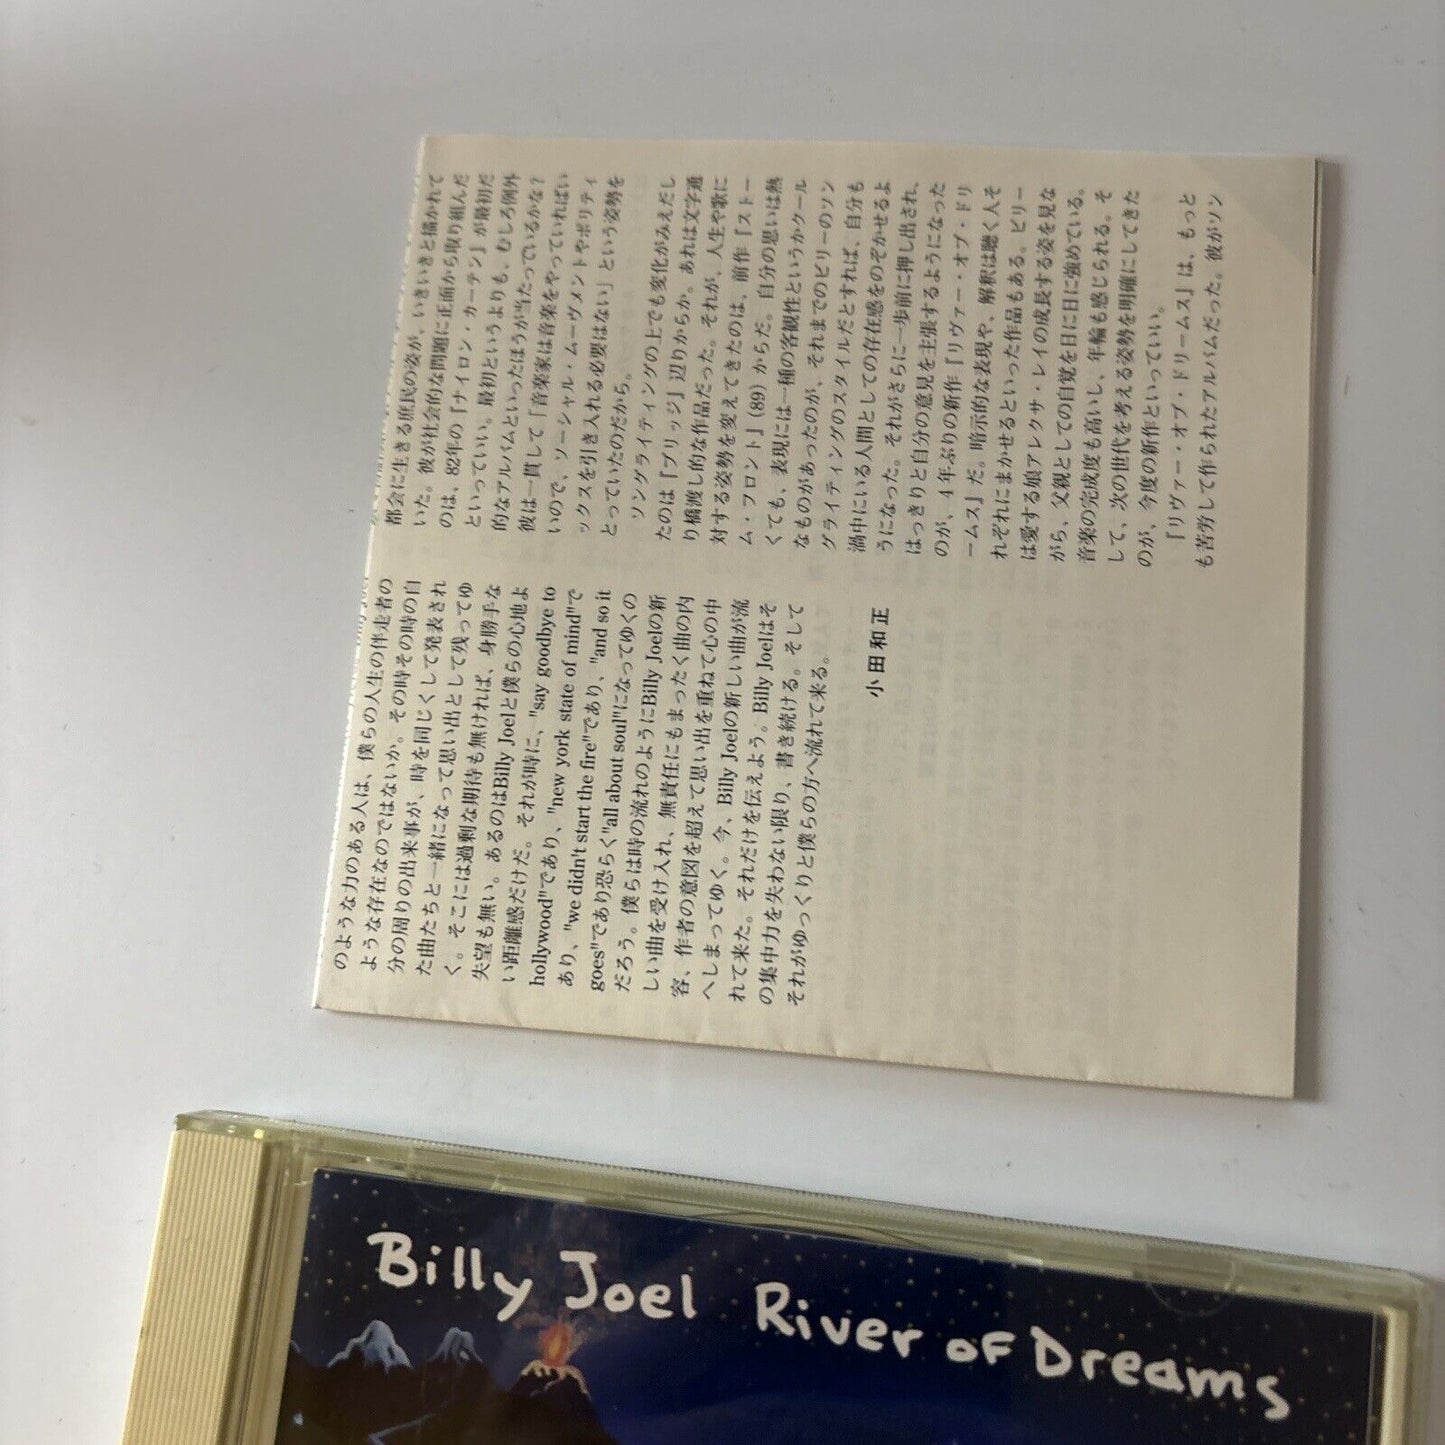 のような力のある人は、僕らの人生の伴走者の
ような存在なのではないか。その時その時の自
分の周りの出来事が、時を同じくして発表され
た曲たちと一緒になって思い出として残ってゆ
く。そこには過剰な期待も無ければ、身勝手な
失望も無い。あるのはBilly Joelと僕らの心地よ
い距離感だけだ。それが時に、"say goodbye to
hollywood"であり、"new york state of mind"で
あり、"we didn't start the fire"であり、"and so it
goes"であり恐らく"all about soul"になってゆくの
だろう。僕らは時の流れのようにBilly Joelの新
しい曲を受け入れ、無責任にもまったく曲の内
容、作者の意図を超えて思い出を重ねて心の中
へしまってゆく。今、Billy Joelの新しい曲が流
れて来た。それだけを伝えよう。Billy Joelはそ
の集中力を失わない限り、書き続ける。そして
それがゆっくりと僕らの方へ流れて来る。
小田和正
都会に生きる庶民の姿が、いきいきと描かれて
いた。彼が社会的な問題に正面から取り組んだ
のは、82年の『ナイロン・カーテン』が最初だ
といっていい。最初というよりも、むしろ例外
的なアルバムといったほうが当たっているかな？
彼は一貫して「音楽家は音楽をやっていればい
いので、ソーシャル・ムーヴメントやポリティ
ックスを引き入れる必要はない」という姿勢を
とっていたのだから。
ソングライティングの上でも変化がみえだし
たのは『ブリッジ』辺りからか。あれは文字通
り橋渡し的な作品だった。それが、人生や歌に
対する姿勢を変えてきたのは、前作『ストー
ム・フロント』(89) からだ。自分の思いは熱
くても、表現には一種の客観性というかクール
なものがあったのが、それまでのビリーのソン
グライティングのスタイルだとすれば、自分も
渦中にいる人間としての存在感をのぞかせるよ
うになった。それがさらに一歩前に押し出され、
はっきりと自分の意見を主張するようになった
のが、4年ぶりの新作『リヴァー・オブ・ドリ
ームス』だ。暗示的な表現や、解釈は聴く人そ
れぞれにまかせるといった作品もある。ビリー
は愛する娘アレクサ・レイの成長する姿を見な
がら、父親としての自覚を日に日に強めている。
音楽の完成度も高いし、年輪も感じられる。そ
して、次の世代を考える姿勢を明確にしてきた
のが、今度の新作といっていい。
『リヴァー・オブ・ドリームス』は、もっと
も苦労して作られたアルバムだった。彼がソン
Billy Joel River of Dreams